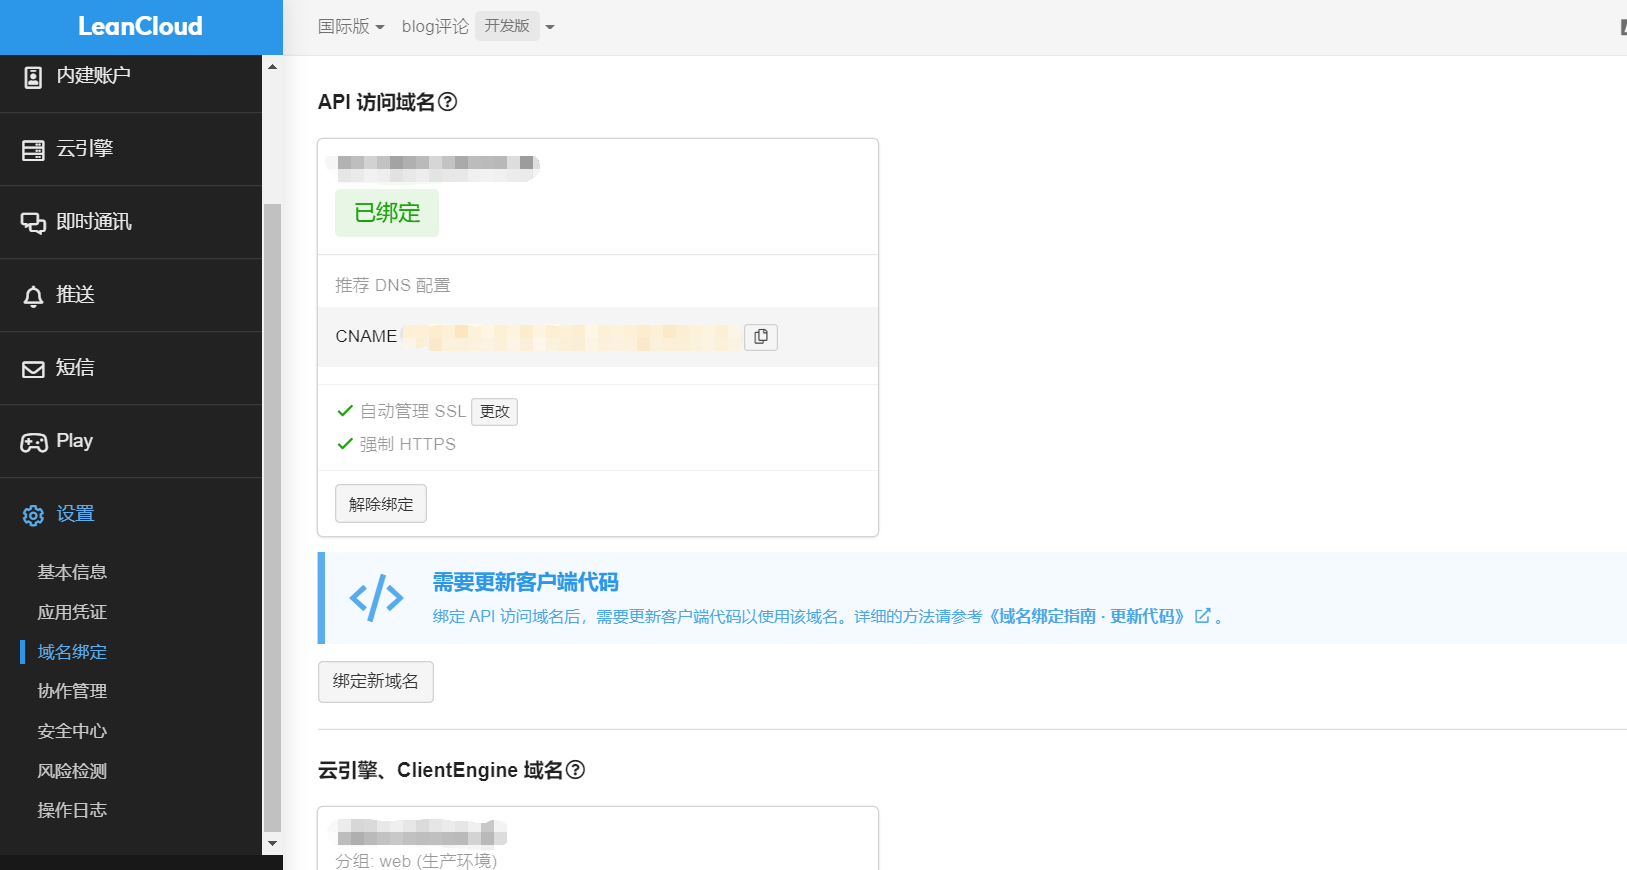 LeanCloud
国际版 blog评论 开发版
内建账户
云引擎
即时通讯
推送
短信
Play
设置
基本信息
应用凭证
域名绑定
协作管理
安全中心
风险检测
操作日志
API 访问域名
已绑定
推荐 DNS 配置
CNAME
自动管理 SSL 更改
强制 HTTPS
解除绑定
需要更新客户端代码
绑定 API 访问域名后，需要更新客户端代码以使用该域名。详细的方法请参考《域名绑定指南 · 更新代码》 。
绑定新域名
云引擎、ClientEngine 域名
分组: web (生产环境)